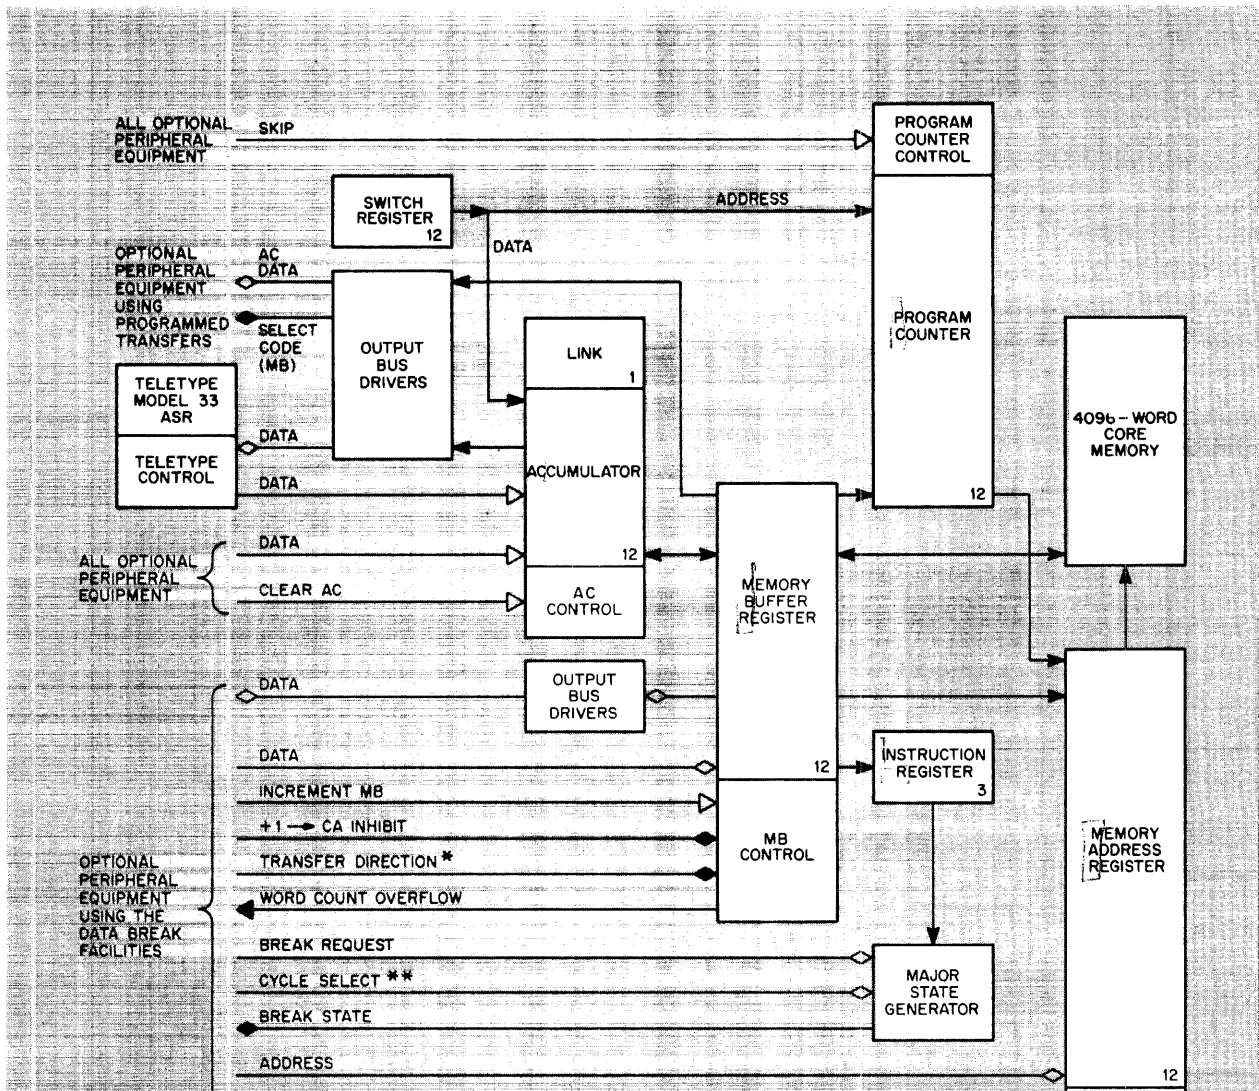 ALL OPTIONAL
PERIPHERAL
EQUIPMENT
SKIP
PROGRAM
COUNTER
CONTROL
SWITCH
REGISTER
12
ADDRESS
DATA
OPTIONAL
PERIPHERAL
EQUIPMENT
USING
PROGRAMMED
TRANSFERS
AC
DATA
SELECT
CODE
(MB)
OUTPUT
BUS
DRIVERS
LINK
1
PROGRAM
COUNTER
12
TELETYPE
MODEL 33
ASR
TELETYPE
CONTROL
DATA
DATA
ACCUMULATOR
12
4096-WORD
CORE
MEMORY
ALL OPTIONAL
PERIPHERAL
EQUIPMENT
DATA
CLEAR AC
AC
CONTROL
MEMORY
BUFFER
REGISTER
12
DATA
OUTPUT
BUS
DRIVERS
DATA
INCREMENT MB
+1 → CA INHIBIT
TRANSFER DIRECTION *
WORD COUNT OVERFLOW
MB
CONTROL
INSTRUCTION
REGISTER
3
MEMORY
ADDRESS
REGISTER
12
OPTIONAL
PERIPHERAL
EQUIPMENT
USING THE
DATA BREAK
FACILITIES
BREAK REQUEST
CYCLE SELECT **
BREAK STATE
MAJOR
STATE
GENERATOR
ADDRESS